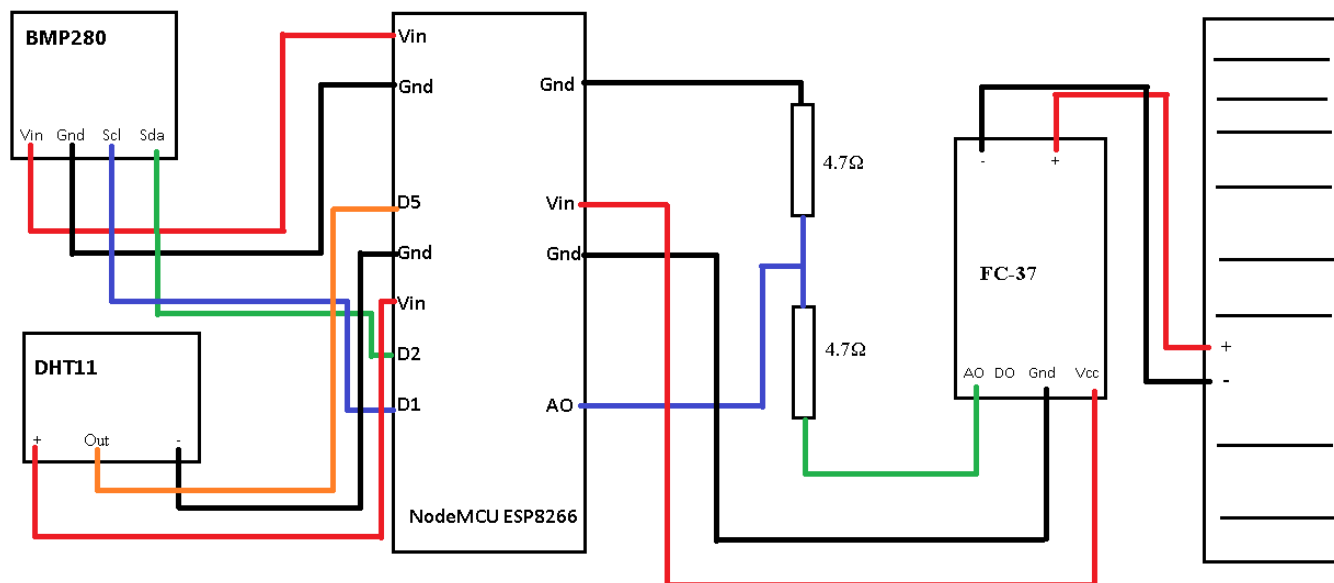 BMP280
Vin Gnd Scl Sda
DHT11
+ Out -
Vin
Gnd
D5
Gnd
Vin
D2
D1
Gnd
Vin
Gnd
AO
NodeMCU ESP8266
4.7Ω
4.7Ω
- +
FC-37
AO DO Gnd Vcc
+
-